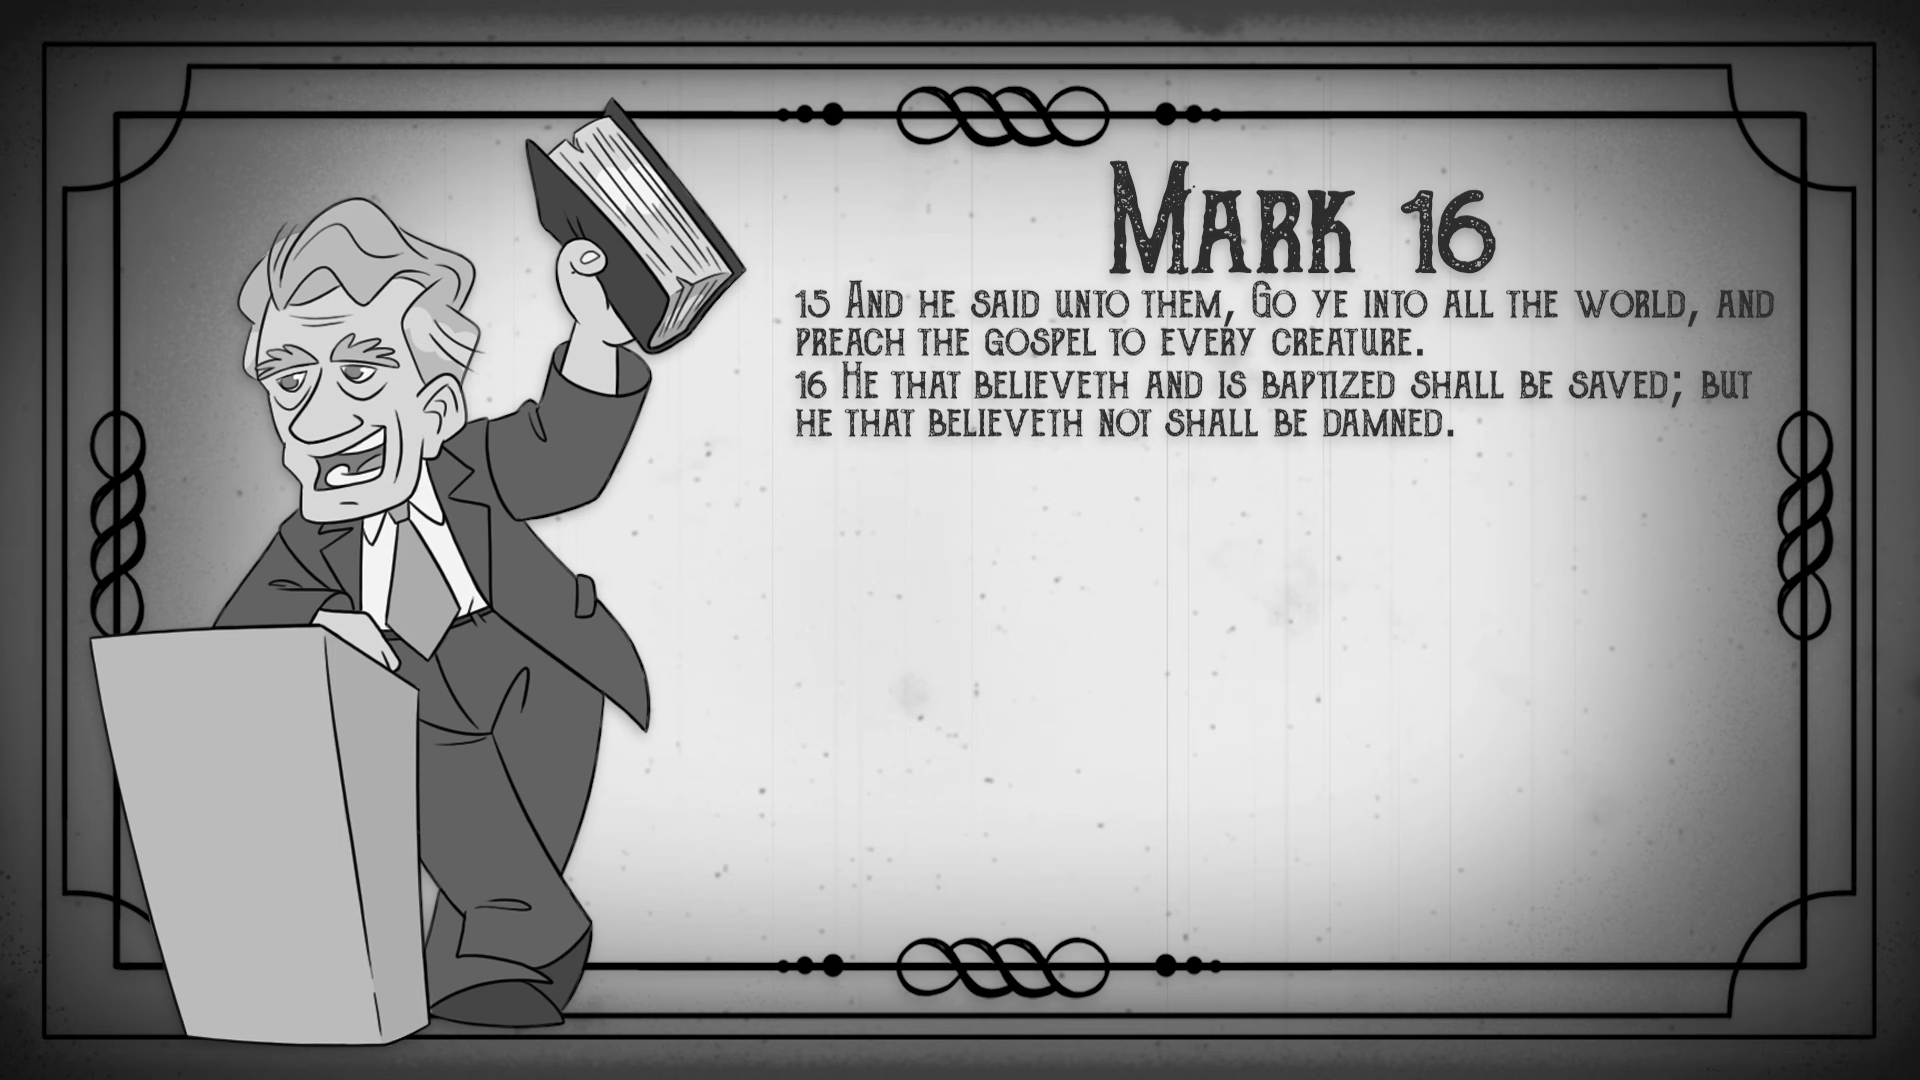 Mark 16
15 And he said unto them, Go ye into all the world, and
preach the gospel to every creature.
16 He that believeth and is baptized shall be saved; but
he that believeth not shall be damned.